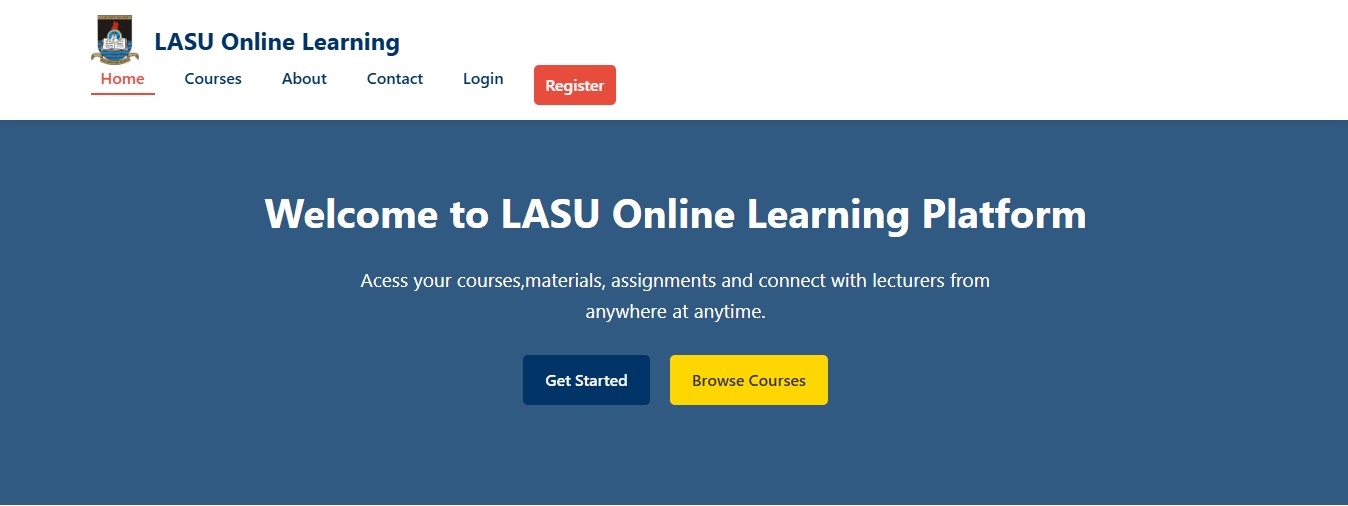 LASU Online Learning
Home Courses About Contact Login Register
Welcome to LASU Online Learning Platform
Acess your courses,materials, assignments and connect with lecturers from
anywhere at anytime.
Get Started Browse Courses